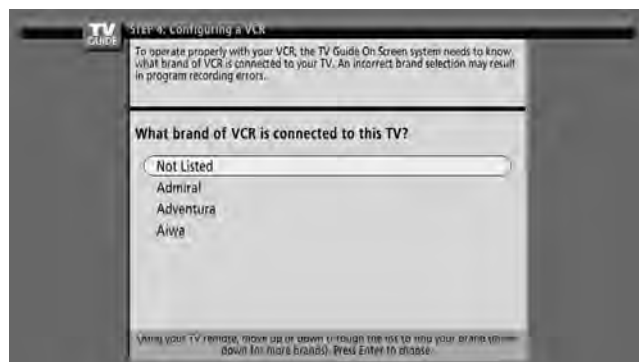 TV
GUIDE
STEP 4: Configuring a VCR
To operate properly with your VCR, the TV Guide On Screen system needs to know
what brand of VCR is connected to your TV. An incorrect brand selection may result
in program recording errors.
What brand of VCR is connected to this TV?
Not Listed
Admiral
Adventura
Aiwa
Using your TV remote, move up or down through the list to find your brand (move
down for more brands). Press Enter to choose.